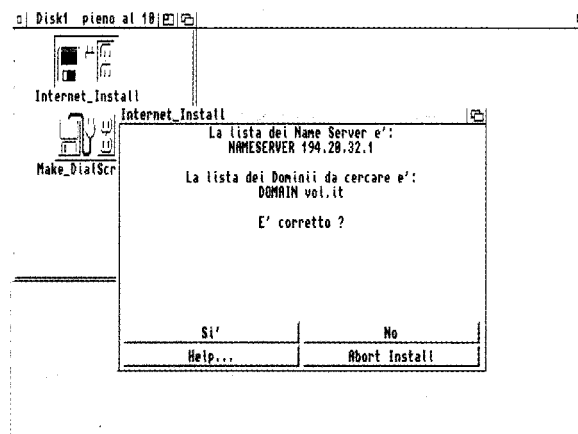 Disk1 pieno al 10
Internet_Install
Make_DialScr
Internet_Install
La lista dei Name Server e':
NAMESERVER 194.20.32.1
La lista dei Dominii da cercare e':
DOMAIN vol.it
E' corretto ?
Si'
No
Help...
Abort Install